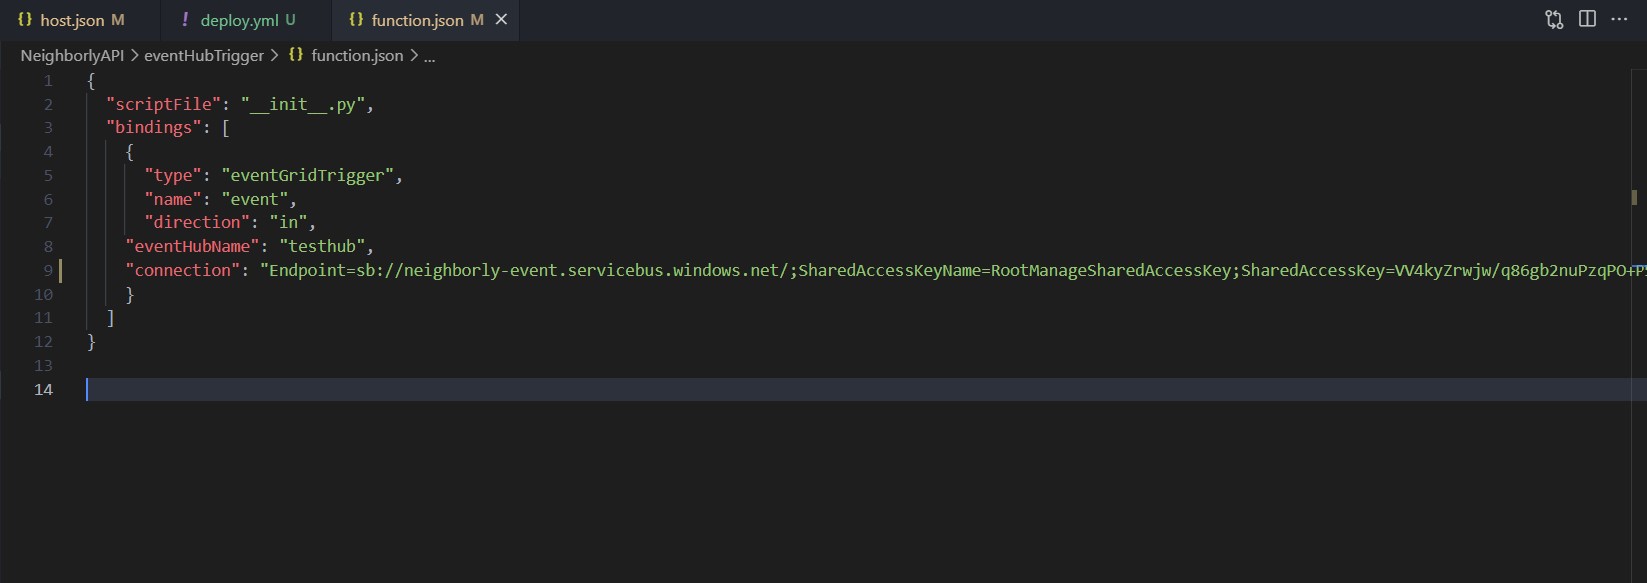 {} host.json M ! deploy.yml U {} function.json M
NeighborlyAPI > eventHubTrigger > {} function.json > ...
1 {
2 "scriptFile": "__init__.py",
3 "bindings": [
4 {
5 "type": "eventGridTrigger",
6 "name": "event",
7 "direction": "in",
8 "eventHubName": "testhub",
9 "connection": "Endpoint=sb://neighborly-event.servicebus.windows.net/;SharedAccessKeyName=RootManageSharedAccessKey;SharedAccessKey=VV4kyZrwjw/q86gb2nuPzqPO+P
10 }
11 ]
12 }
13
14